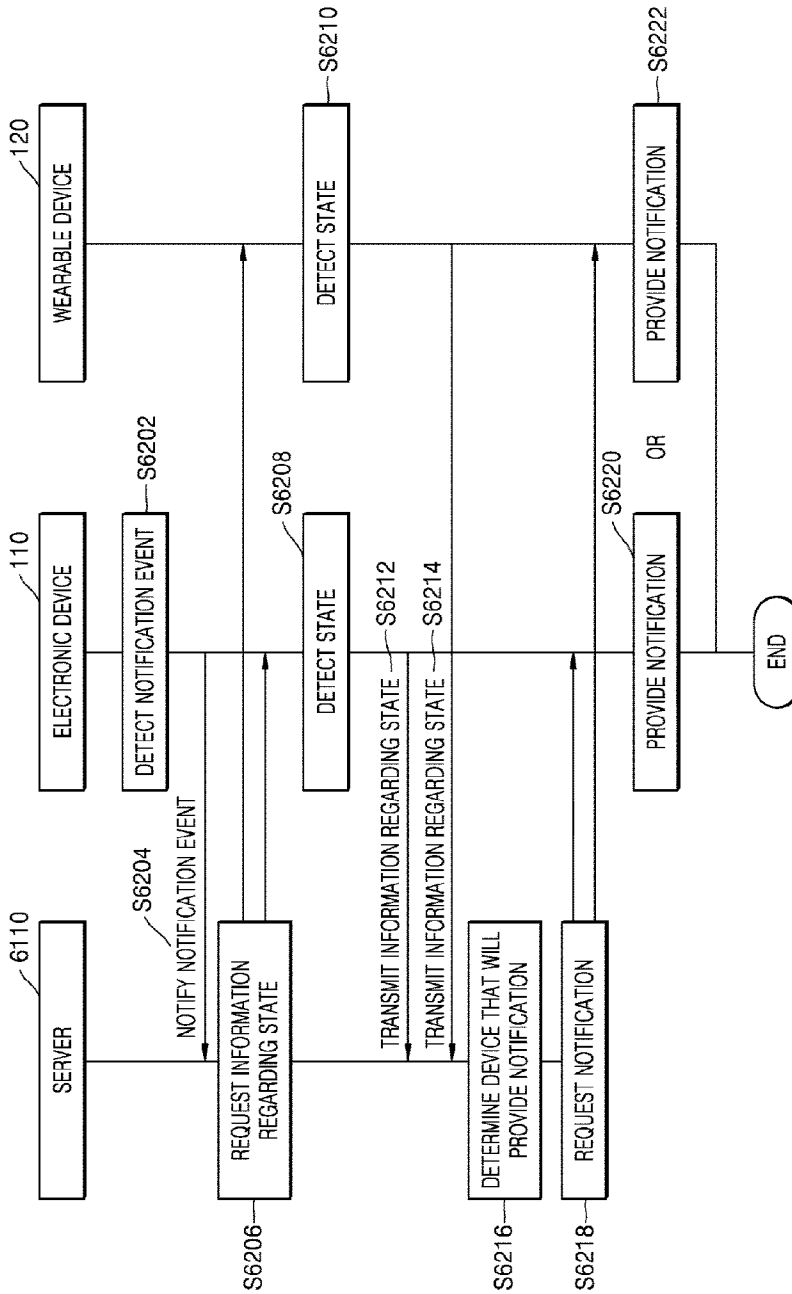 6110
SERVER
110
ELECTRONIC DEVICE
120
WEARABLE DEVICE
S6202
DETECT NOTIFICATION EVENT
S6204
NOTIFY NOTIFICATION EVENT
S6206
REQUEST INFORMATION
REGARDING STATE
S6208
DETECT STATE
S6210
DETECT STATE
TRANSMIT INFORMATION REGARDING STATE
S6212
TRANSMIT INFORMATION REGARDING STATE
S6214
S6216
DETERMINE DEVICE THAT WILL
PROVIDE NOTIFICATION
S6218
REQUEST NOTIFICATION
S6220
PROVIDE NOTIFICATION
OR
S6222
PROVIDE NOTIFICATION
END